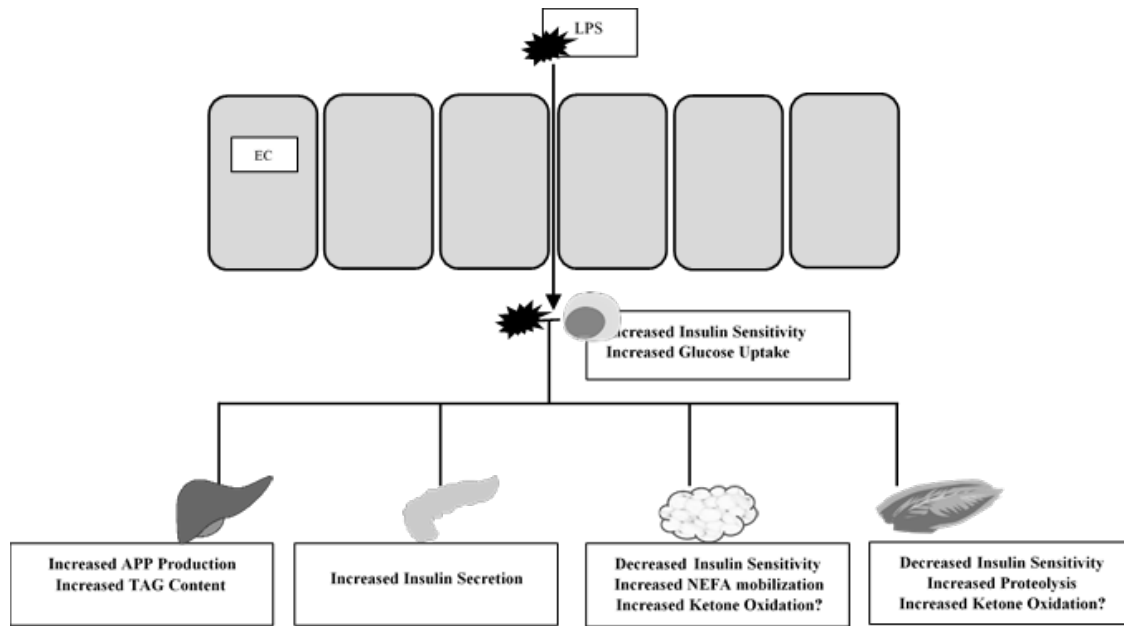 LPS
EC
Increased Insulin Sensitivity
Increased Glucose Uptake
Increased APP Production
Increased TAG Content
Increased Insulin Secretion
Decreased Insulin Sensitivity
Increased NEFA mobilization
Increased Ketone Oxidation?
Decreased Insulin Sensitivity
Increased Proteolysis
Increased Ketone Oxidation?